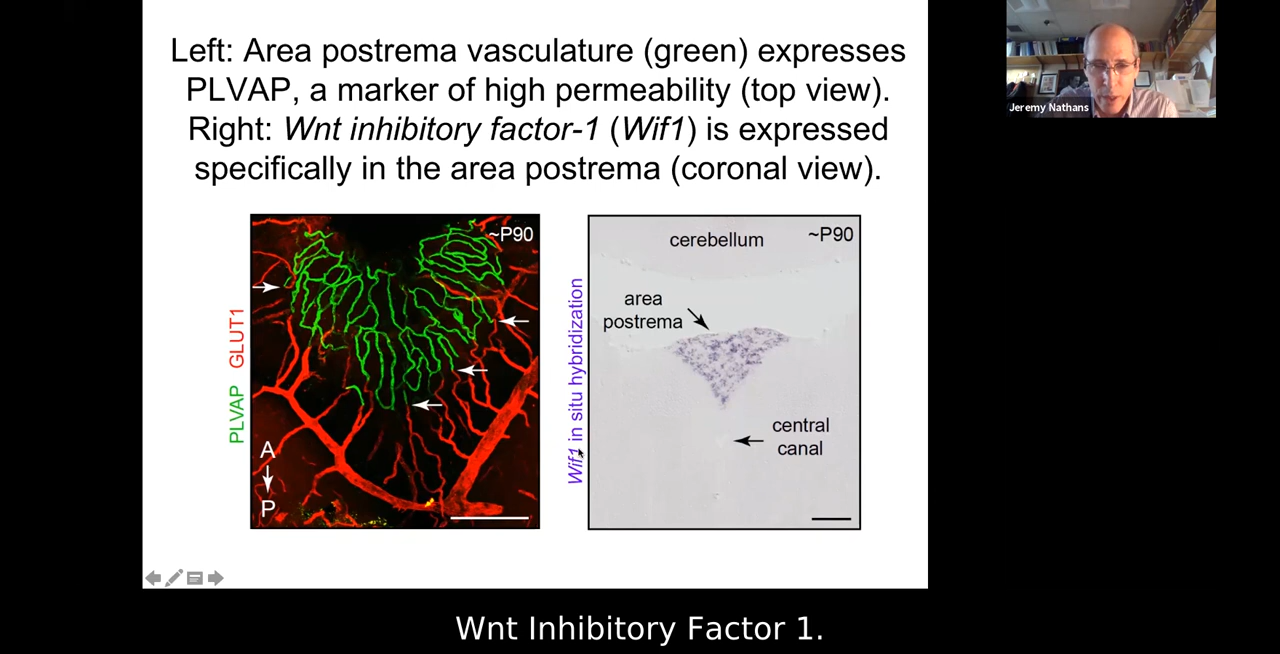 Left: Area postrema vasculature (green) expresses
PLVAP, a marker of high permeability (top view).
Right: Wnt inhibitory factor-1 (Wif1) is expressed
specifically in the area postrema (coronal view).
Jeremy Nathans
PLVAP GLUT1
~P90
A
P
Wif1 in situ hybridization
cerebellum
~P90
area
postrema
central
canal
Wnt Inhibitory Factor 1.